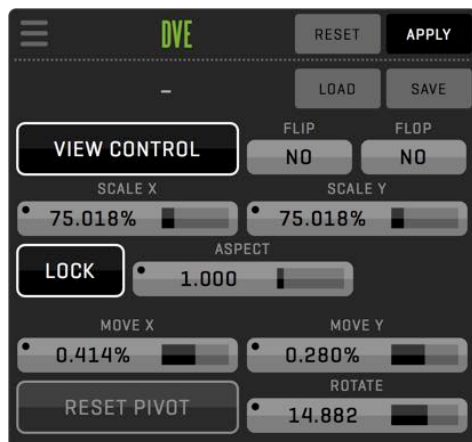 DVE RESET APPLY
– LOAD SAVE
FLIP FLOP
VIEW CONTROL NO NO
SCALE X SCALE Y
75.018% 75.018%
ASPECT
LOCK 1.000
MOVE X MOVE Y
0.414% 0.280%
ROTATE
RESET PIVOT 14.882